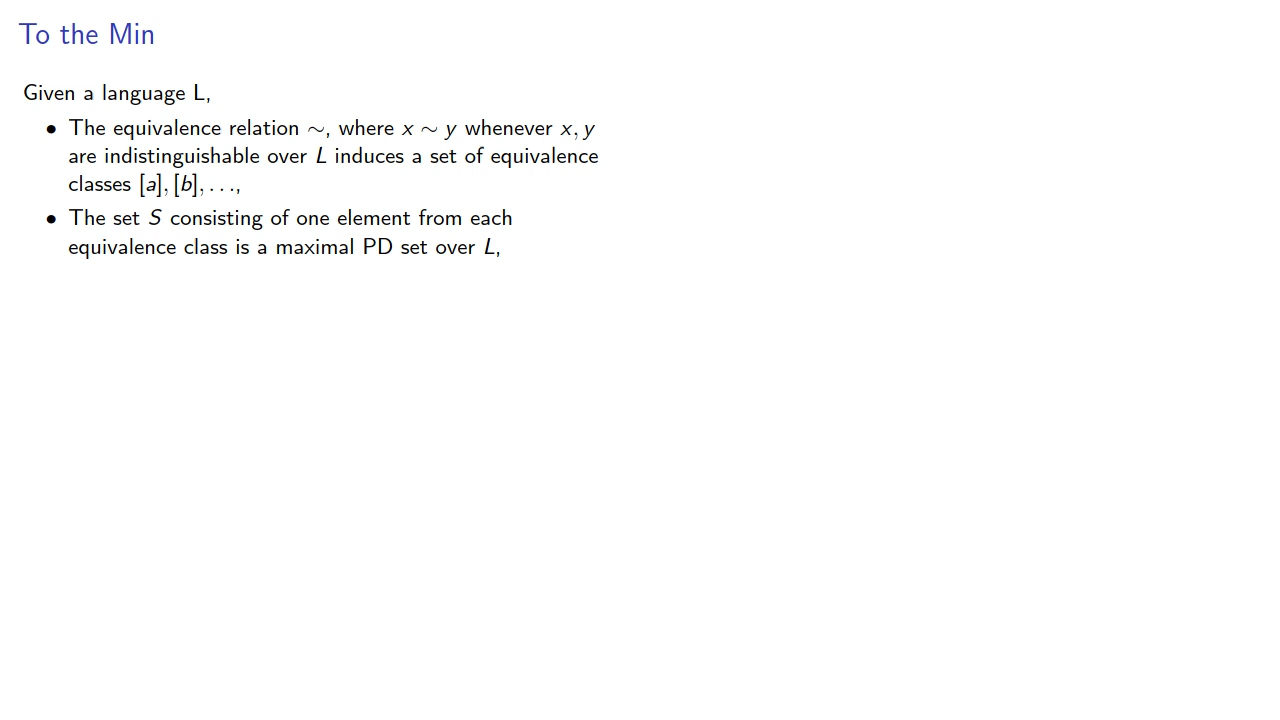 To the Min
Given a language L,
• The equivalence relation ∼, where x ∼ y whenever x, y
are indistinguishable over L induces a set of equivalence
classes [a], [b], . . .,
• The set S consisting of one element from each
equivalence class is a maximal PD set over L,